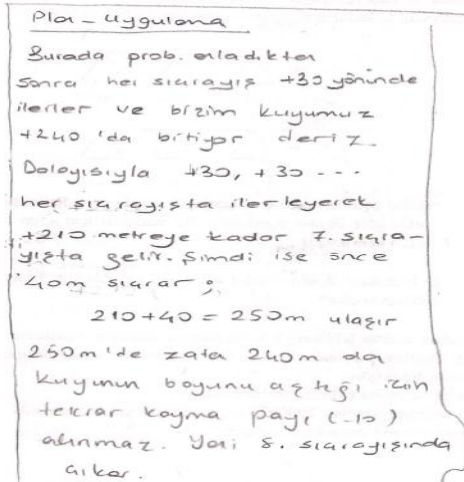 Plan - Uygulama
Burada prob. anladıktan
sonra her sıçrayış +30 yönünde
ilerler ve bizim kuyumuz
+240 'da bitiyor deriz.
Dolayısıyla +30, +30 ---
her sıçrayışta ilerleyerek
+210 metreye kadar 7. sıçra-
yışta gelir. Şimdi ise önce
40m sıçrar ;
210+40 = 250m ulaşır
250m'de zaten 240m da
kuyunun boyunu aştığı için
tekrar kayma payı (-10)
alınmaz. Yani 8. sıçrayışında
çıkar.